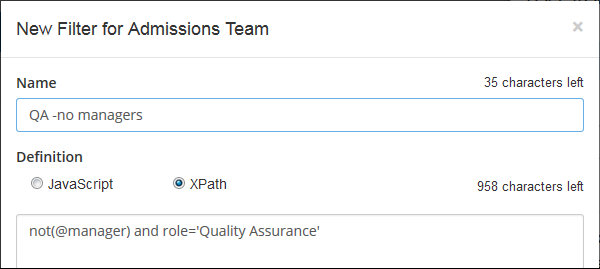 New Filter for Admissions Team ×
Name 35 characters left
QA -no managers
Definition
JavaScript XPath 958 characters left
not(@manager) and role='Quality Assurance'